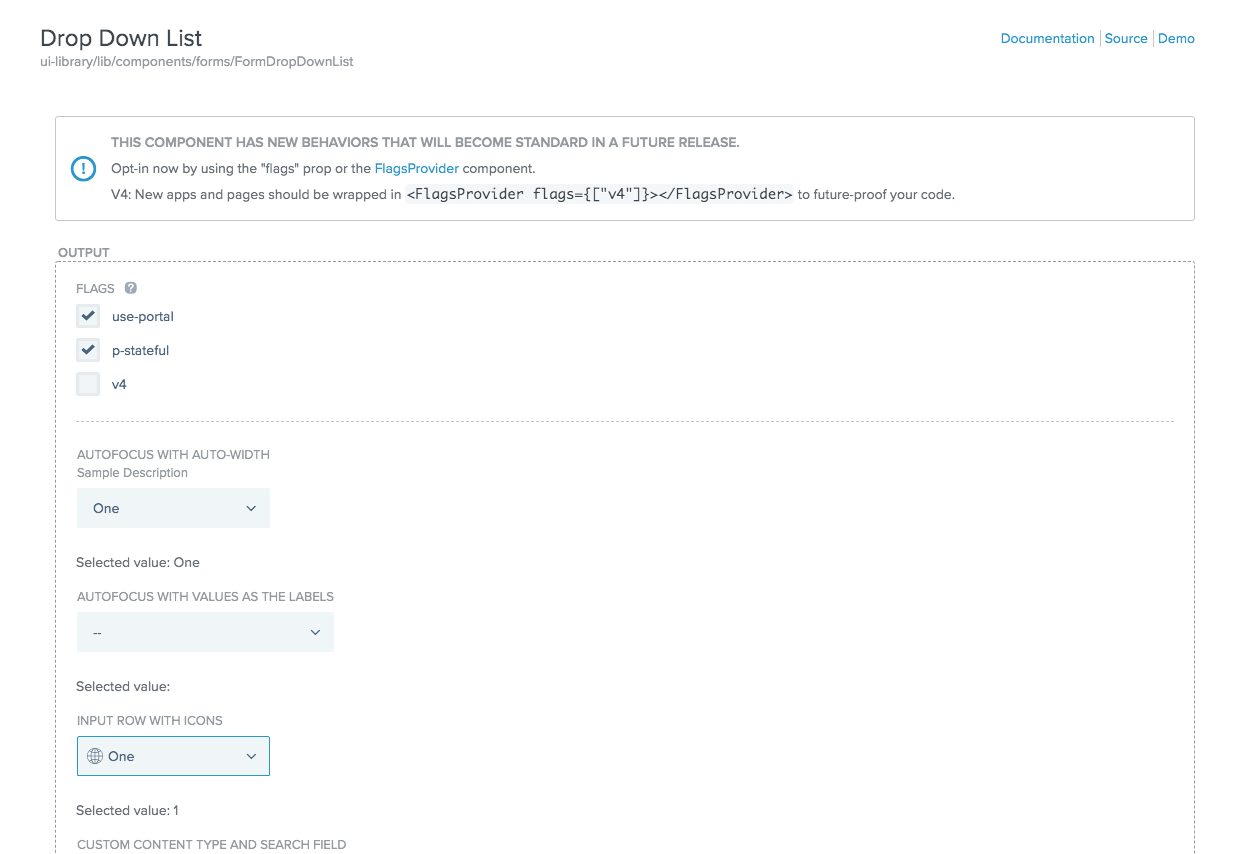 Drop Down List
Documentation Source Demo
ui-library/lib/components/forms/FormDropDownList
THIS COMPONENT HAS NEW BEHAVIORS THAT WILL BECOME STANDARD IN A FUTURE RELEASE.
Opt-in now by using the "flags" prop or the FlagsProvider component.
V4: New apps and pages should be wrapped in <FlagsProvider flags={["v4"]}></FlagsProvider> to future-proof your code.
OUTPUT
FLAGS ?
use-portal
p-stateful
v4
AUTOFOCUS WITH AUTO-WIDTH
Sample Description
One
Selected value: One
AUTOFOCUS WITH VALUES AS THE LABELS
--
Selected value:
INPUT ROW WITH ICONS
One
Selected value: 1
CUSTOM CONTENT TYPE AND SEARCH FIELD